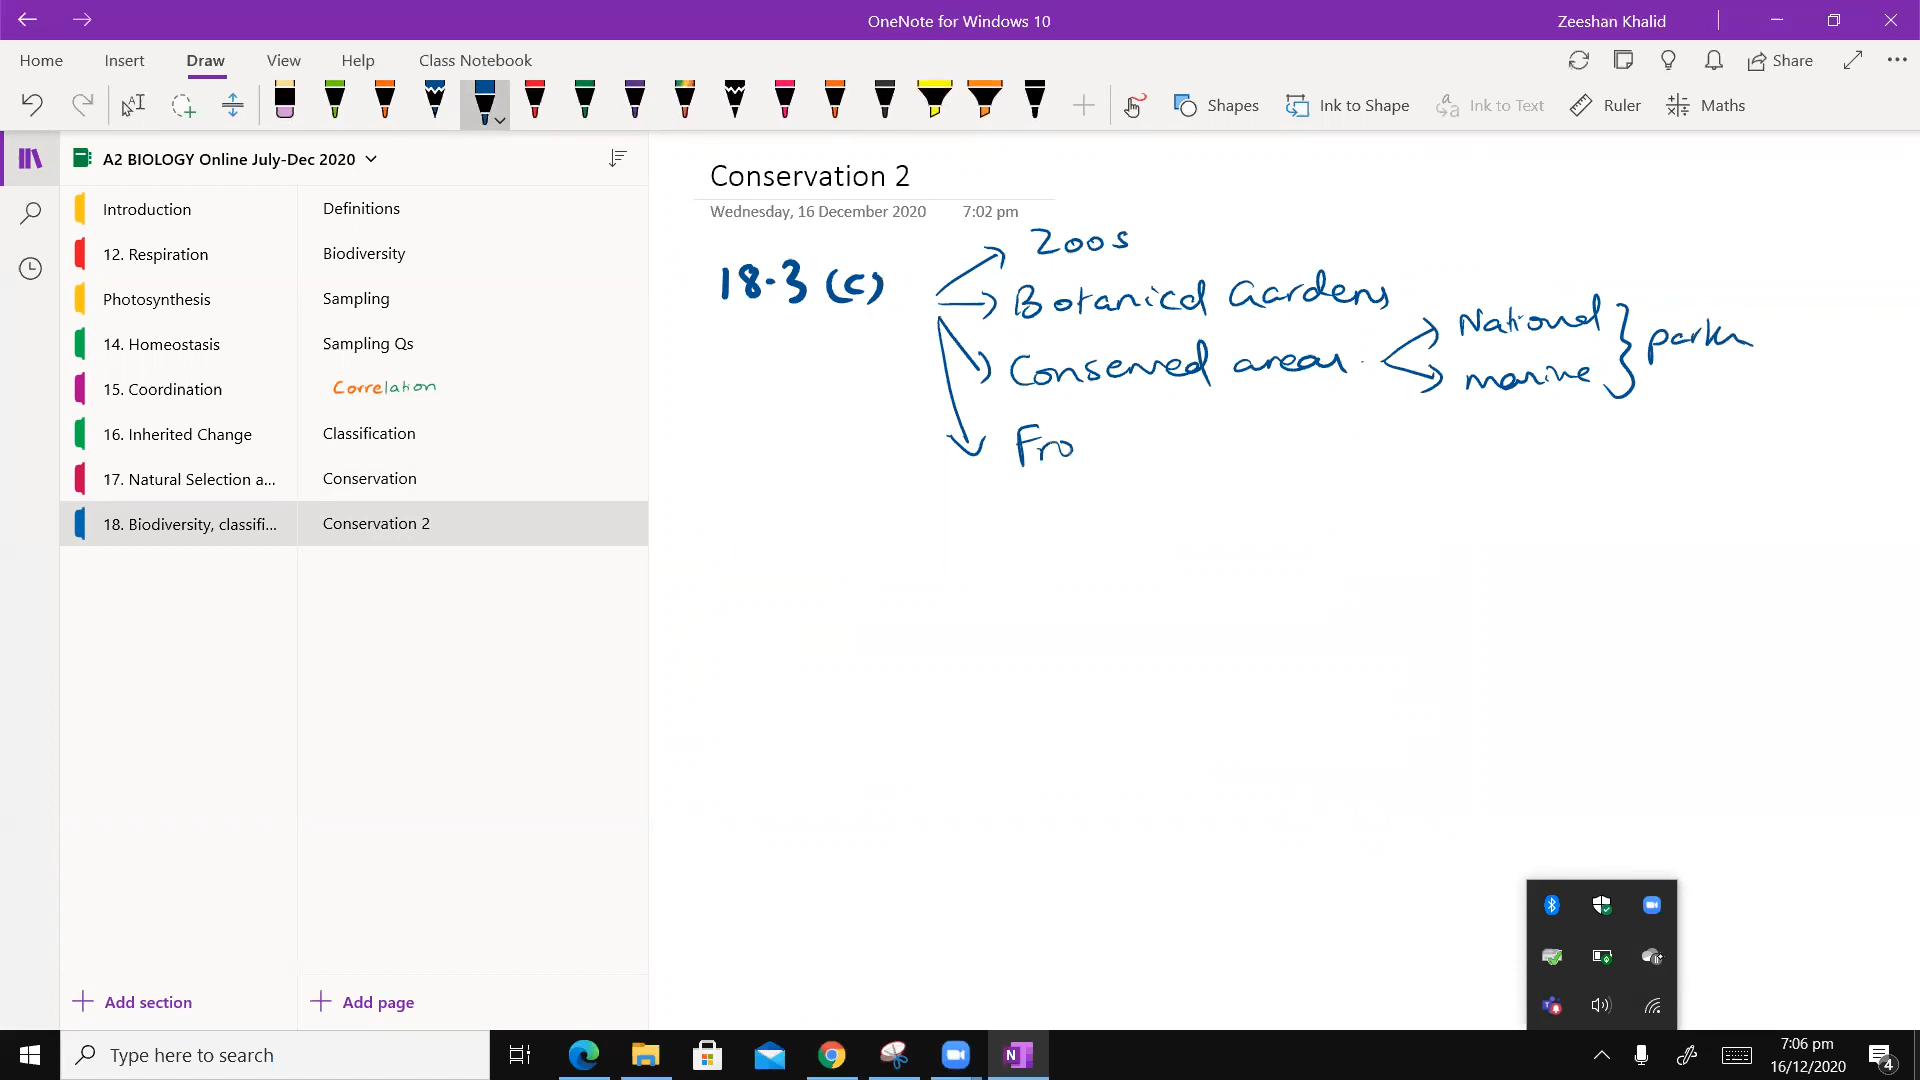 OneNote for Windows 10
Zeeshan Khalid
Home Insert Draw View Help Class Notebook
Share
Shapes Ink to Shape Ink to Text Ruler Maths
A2 BIOLOGY Online July-Dec 2020
Introduction
12. Respiration
Photosynthesis
14. Homeostasis
15. Coordination
16. Inherited Change
17. Natural Selection a...
18. Biodiversity, classifi...
Definitions
Biodiversity
Sampling
Sampling Qs
Correlation
Classification
Conservation
Conservation 2
Add section
Add page
Conservation 2
Wednesday, 16 December 2020 7:02 pm
18.3 (c)
Zoos
Botanical Gardens
Conserved areas
National
marine
parks
Fro
Type here to search
7:06 pm
16/12/2020
4